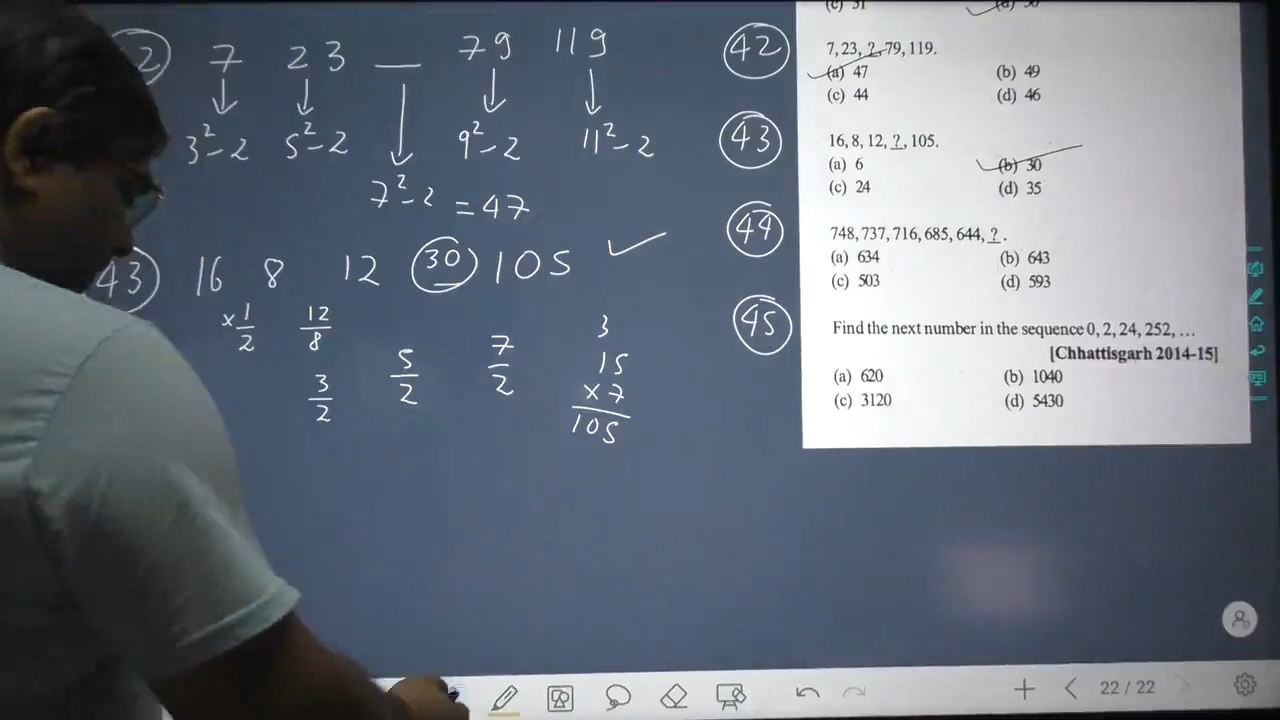 7 23 __ 79 119
3²-2 5²-2 9²-2 11²-2
7²-2 = 47
43 16 8 12 30 105
×1/2 12/8
3/2 5/2 7/2
3
15
×7
105
42
43
44
45
7, 23, ?, 79, 119.
(a) 47 (b) 49
(c) 44 (d) 46
16, 8, 12, ?, 105.
(a) 6 (b) 30
(c) 24 (d) 35
748, 737, 716, 685, 644, ?.
(a) 634 (b) 643
(c) 503 (d) 593
Find the next number in the sequence 0, 2, 24, 252, ...
[Chhattisgarh 2014-15]
(a) 620 (b) 1040
(c) 3120 (d) 5430
22 / 22